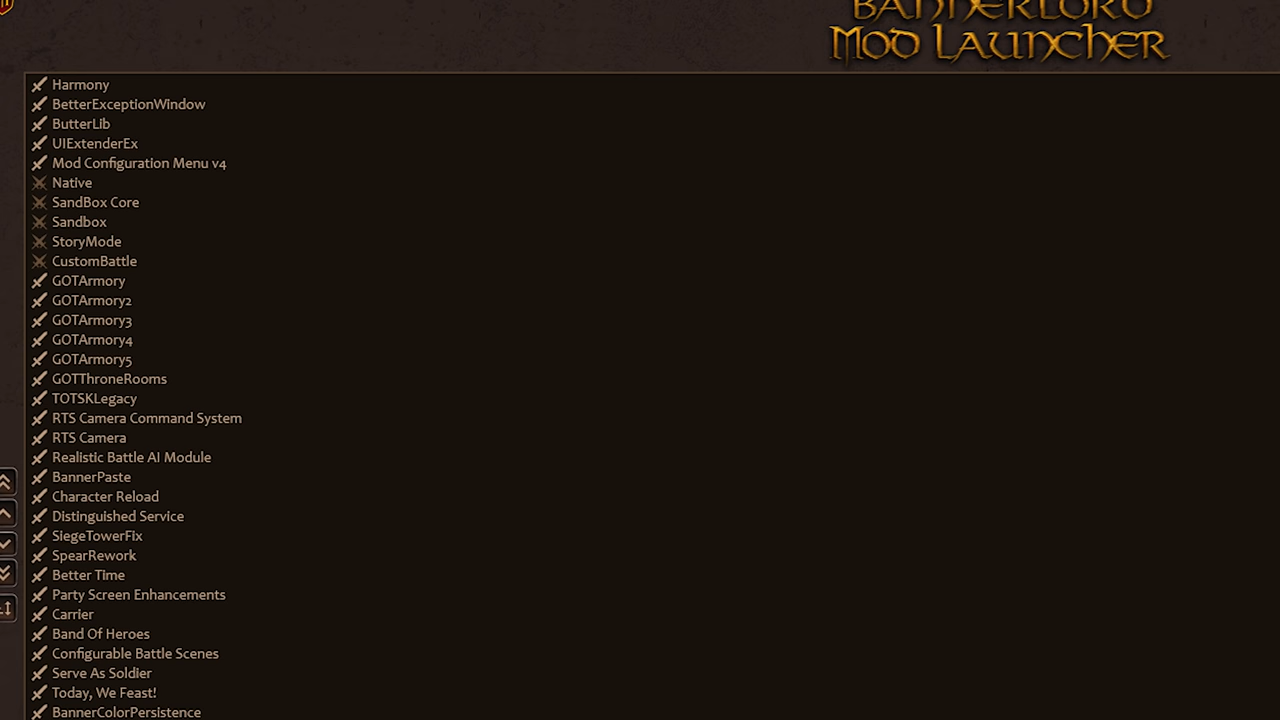 BANNERLORD
MOD LAUNCHER
Harmony
BetterExceptionWindow
ButterLib
UIExtenderEx
Mod Configuration Menu v4
Native
SandBox Core
Sandbox
StoryMode
CustomBattle
GOTArmory
GOTArmory2
GOTArmory3
GOTArmory4
GOTArmory5
GOTThroneRooms
TOTSKLegacy
RTS Camera Command System
RTS Camera
Realistic Battle AI Module
BannerPaste
Character Reload
Distinguished Service
SiegeTowerFix
SpearRework
Better Time
Party Screen Enhancements
Carrier
Band Of Heroes
Configurable Battle Scenes
Serve As Soldier
Today, We Feast!
BannerColorPersistence